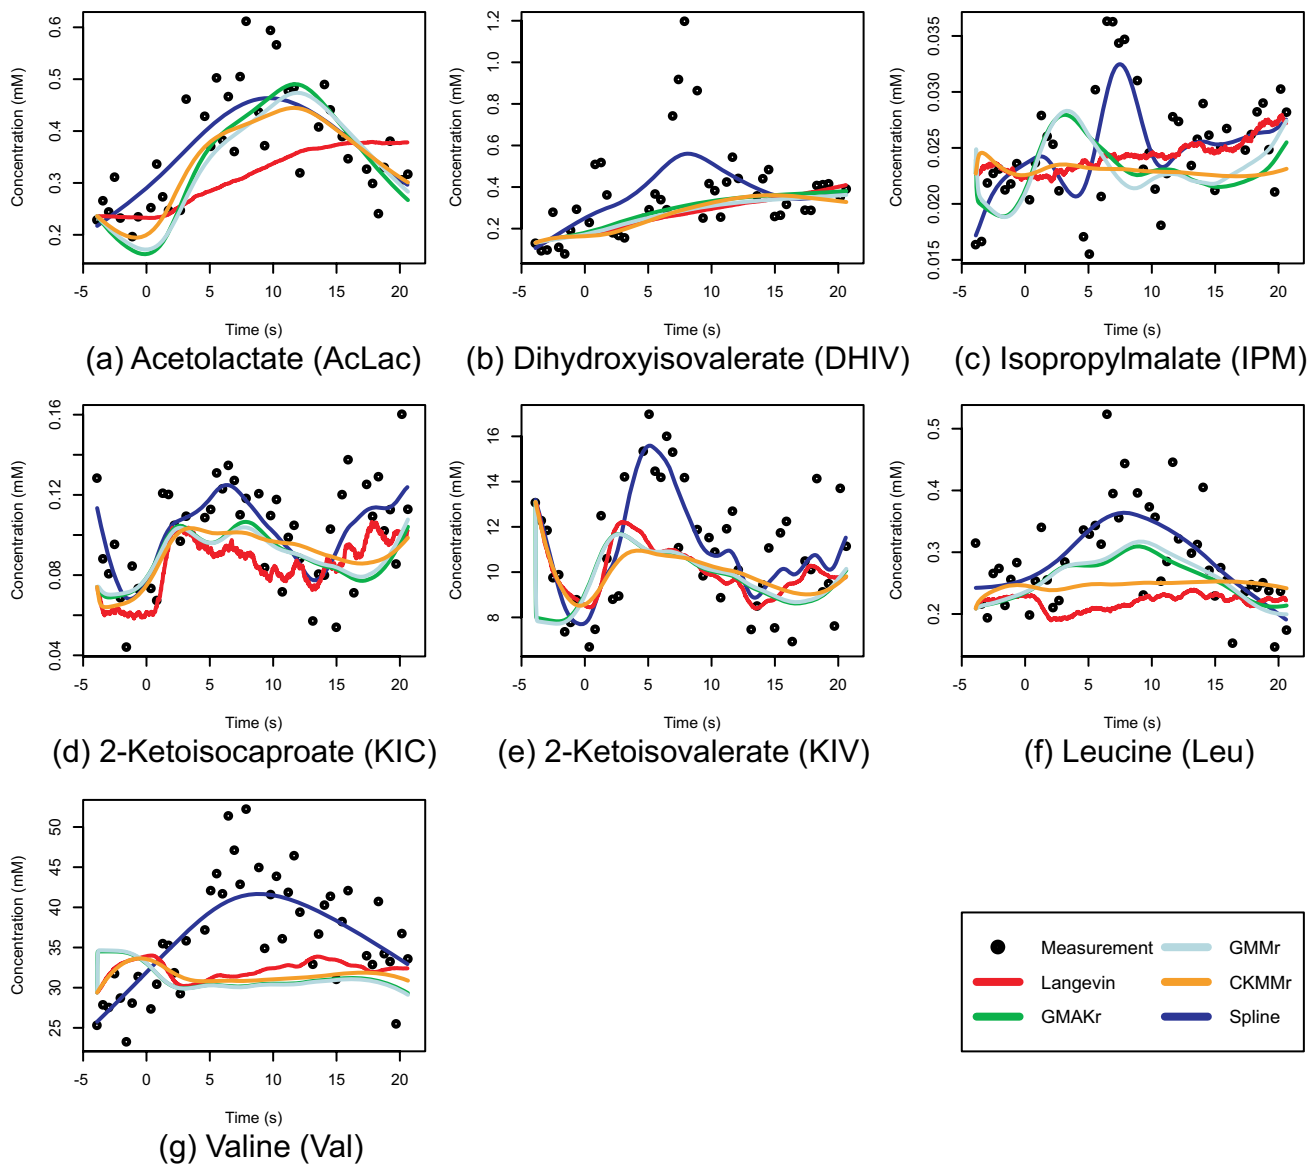 0.2 0.3 0.4 0.5 0.6
Concentration (mM)
-5 0 5 10 15 20
Time (s)
(a) Acetolactate (AcLac)
0.2 0.4 0.6 0.8 1.0 1.2
Concentration (mM)
-5 0 5 10 15 20
Time (s)
(b) Dihydroxyisovalerate (DHIV)
0.015 0.020 0.025 0.030 0.035
Concentration (mM)
-5 0 5 10 15 20
Time (s)
(c) Isopropylmalate (IPM)
0.04 0.08 0.12 0.16
Concentration (mM)
-5 0 5 10 15 20
Time (s)
(d) 2-Ketoisocaproate (KIC)
8 10 12 14 16
Concentration (mM)
-5 0 5 10 15 20
Time (s)
(e) 2-Ketoisovalerate (KIV)
0.2 0.3 0.4 0.5
Concentration (mM)
-5 0 5 10 15 20
Time (s)
(f) Leucine (Leu)
25 30 35 40 45 50
Concentration (mM)
-5 0 5 10 15 20
Time (s)
(g) Valine (Val)
Measurement GMMr
Langevin CKMMr
GMAKr Spline